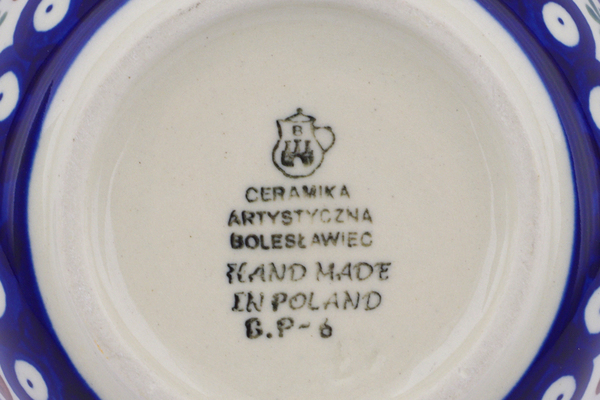 B
CERAMIKA
ARTYSTYCZNA
BOLESŁAWIEC
HAND MADE
IN POLAND
B.P-6